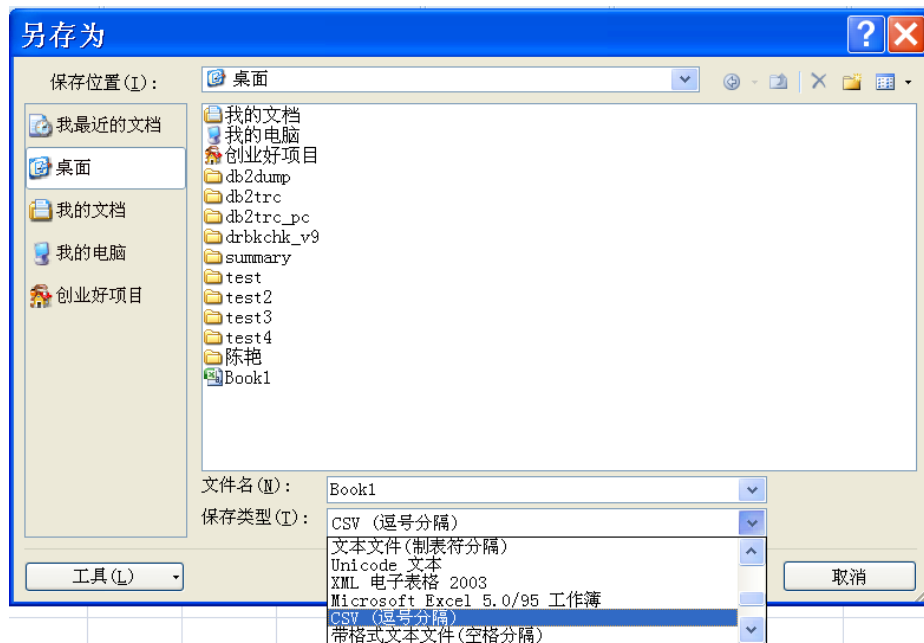 另存为
保存位置(I):
桌面
我最近的文档
桌面
我的文档
我的电脑
创业好项目
我的文档
我的电脑
创业好项目
db2dump
db2trc
db2trc_pc
drbkchk_v9
summary
test
test2
test3
test4
陈艳
Book1
文件名(N):
Book1
保存类型(T):
CSV (逗号分隔)
文本文件(制表符分隔)
Unicode 文本
XML 电子表格 2003
Microsoft Excel 5.0/95 工作簿
CSV (逗号分隔)
带格式文本文件(空格分隔)
工具(L)
取消